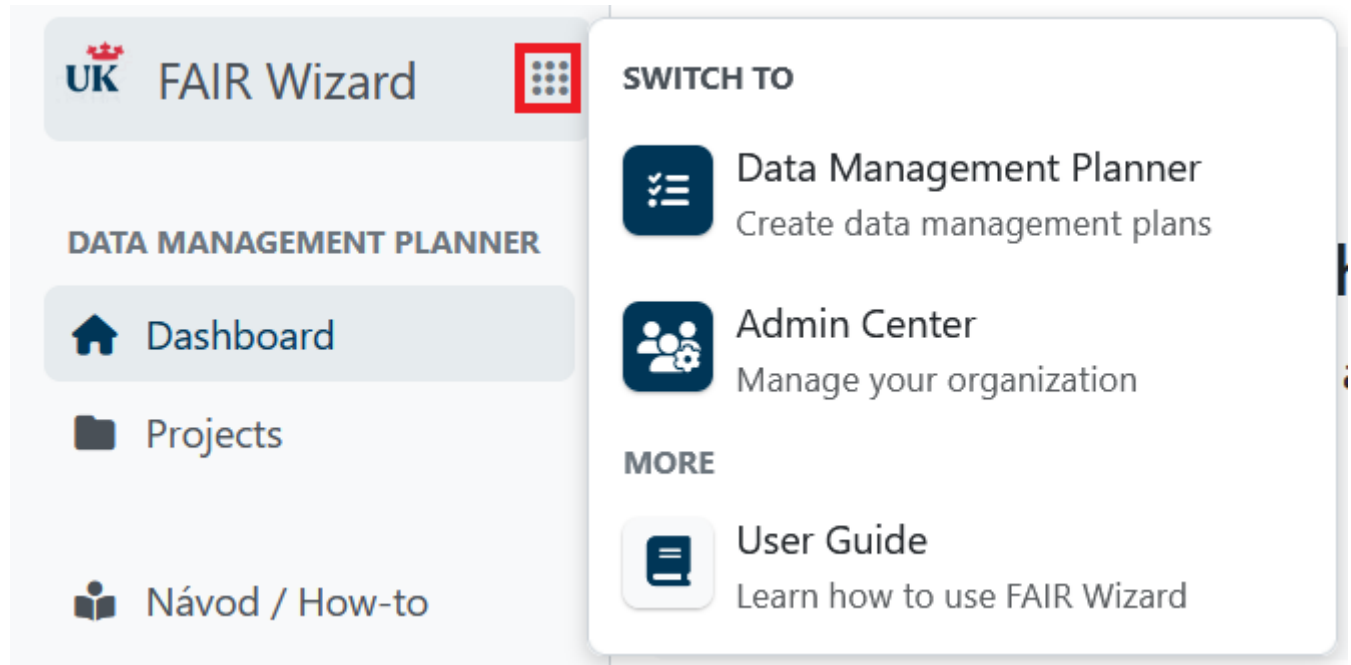 UK FAIR Wizard
DATA MANAGEMENT PLANNER
Dashboard
Projects
Návod / How-to
SWITCH TO
Data Management Planner
Create data management plans
Admin Center
Manage your organization
MORE
User Guide
Learn how to use FAIR Wizard